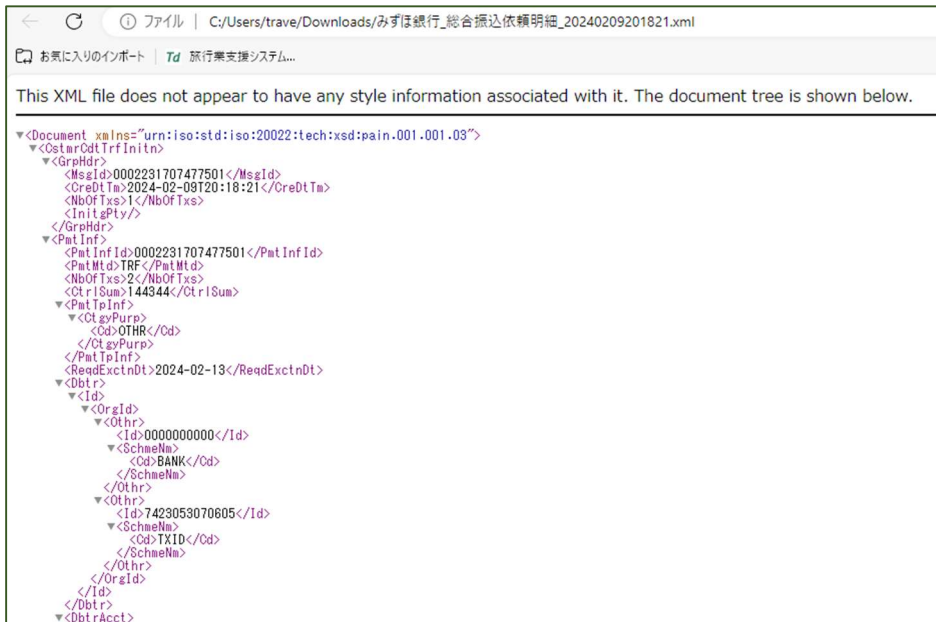 ファイル | C:/Users/trave/Downloads/みずほ銀行_総合振込依頼明細_20240209201821.xml
お気に入りのインポート Td 旅行業支援システム...
This XML file does not appear to have any style information associated with it. The document tree is shown below.
▼<Document xmlns="urn:iso:std:iso:20022:tech:xsd:pain.001.001.03">
▼<CstmrCdtTrfInitn>
▼<GrpHdr>
<MsgId>0002231707477501</MsgId>
<CreDtTm>2024-02-09T20:18:21</CreDtTm>
<NbOfTxs>1</NbOfTxs>
<InitgPty/>
</GrpHdr>
▼<PmtInf>
<PmtInfId>0002231707477501</PmtInfId>
<PmtMtd>TRF</PmtMtd>
<NbOfTxs>2</NbOfTxs>
<CtrlSum>144344</CtrlSum>
▼<PmtTpInf>
▼<CtgyPurp>
<Cd>OTHR</Cd>
</CtgyPurp>
</PmtTpInf>
<ReqdExctnDt>2024-02-13</ReqdExctnDt>
▼<Dbtr>
▼<Id>
▼<OrgId>
▼<Othr>
<Id>0000000000</Id>
▼<SchmeNm>
<Cd>BANK</Cd>
</SchmeNm>
</Othr>
▼<Othr>
<Id>7423053070605</Id>
▼<SchmeNm>
<Cd>TXID</Cd>
</SchmeNm>
</Othr>
</OrgId>
</Id>
</Dbtr>
▼<DbtrAcct>